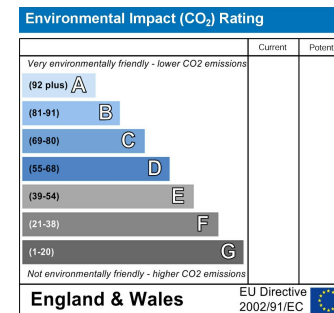 Environmental Impact (CO₂) Rating
Current Potent
Very environmentally friendly - lower CO2 emissions
(92 plus) A
(81-91) B
(69-80) C
(55-68) D
(39-54) E
(21-38) F
(1-20) G
Not environmentally friendly - higher CO2 emissions
England & Wales
EU Directive
2002/91/EC